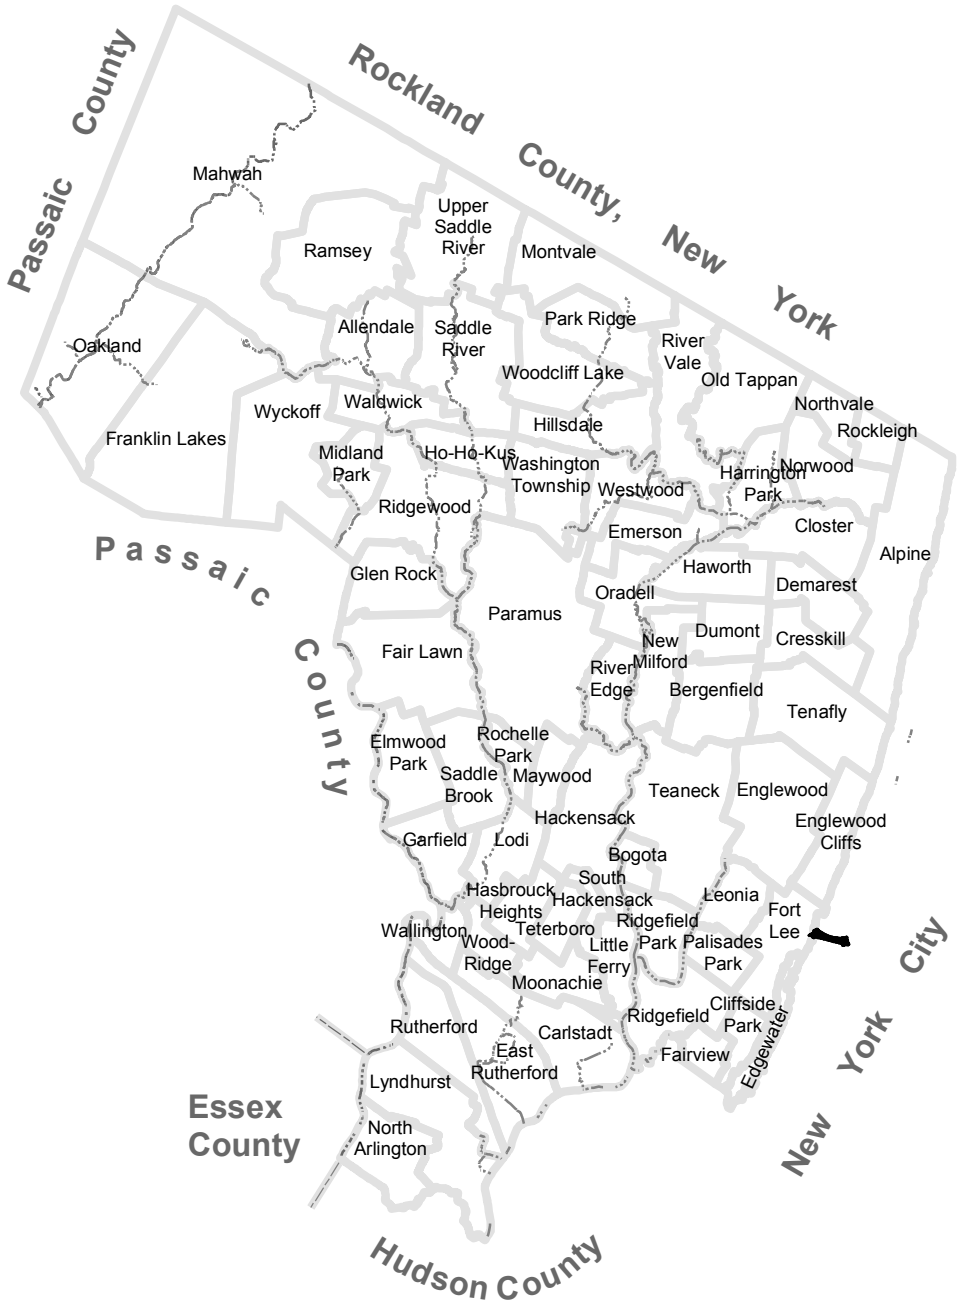 Passaic County
Rockland County, New York
Mahwah
Upper
Saddle
River
Ramsey
Montvale
Park Ridge
Allendale
Saddle
River
River
Vale
Oakland
Woodcliff Lake
Old Tappan
Wyckoff
Waldwick
Northvale
Franklin Lakes
Hillsdale
Rockleigh
Midland
Park
Ho-Ho-Kus
Washington
Township
Harrington
Park
Norwood
Westwood
Ridgewood
Emerson
Closter
Alpine
Passaic County
Glen Rock
Haworth
Demarest
Oradell
Paramus
Dumont
Cresskill
New
Milford
Fair Lawn
River
Edge
Bergenfield
Tenafly
Elmwood
Park
Rochelle
Park
Saddle
Brook
Maywood
Teaneck
Englewood
Hackensack
Englewood
Cliffs
Garfield
Lodi
Bogota
South
Hackensack
Hasbrouck
Heights
Leonia
Fort
Lee
Wallington
Teterboro
Ridgefield
Park
Palisades
Park
Wood-
Ridge
Little
Ferry
Moonachie
Cliffside
Park
Ridgefield
Rutherford
Carlstadt
Edgewater
East
Rutherford
Fairview
Lyndhurst
Essex
County
North
Arlington
New York City
Hudson County